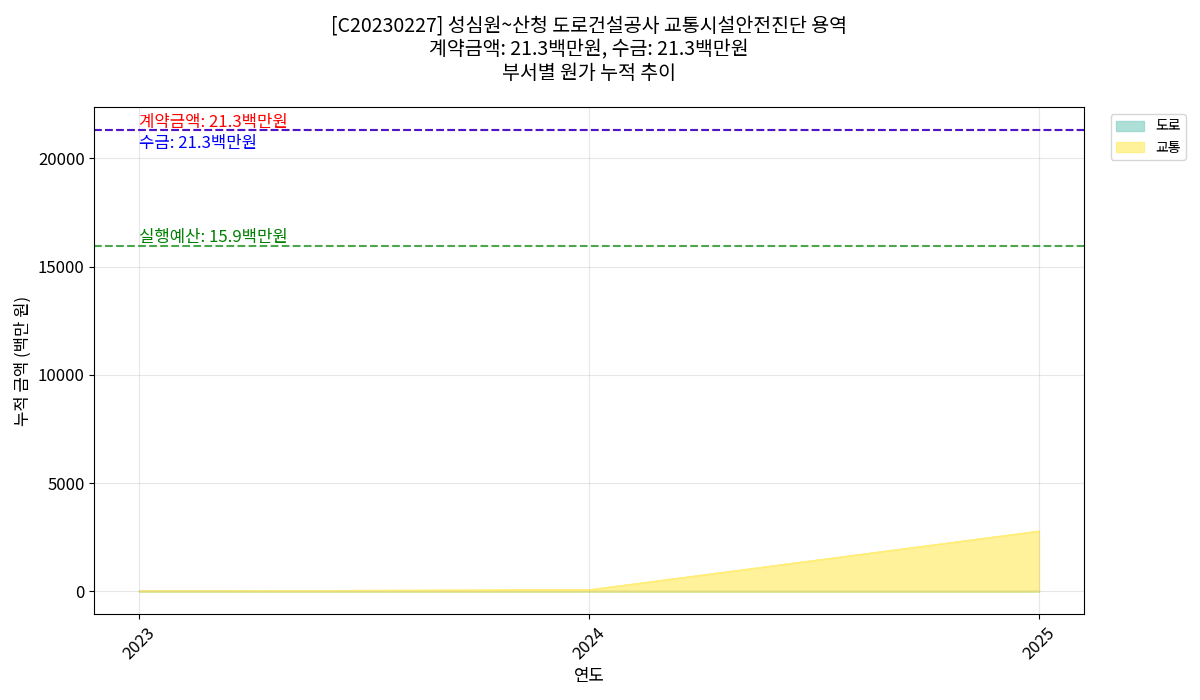 [C20230227] 성심원~산청 도로건설공사 교통시설안전진단 용역
계약금액: 21.3백만원, 수금: 21.3백만원
부서별 원가 누적 추이
계약금액: 21.3백만원
수금: 21.3백만원
실행예산: 15.9백만원
도로
교통
누적 금액 (백만 원)
20000
15000
10000
5000
0
2023
2024
2025
연도